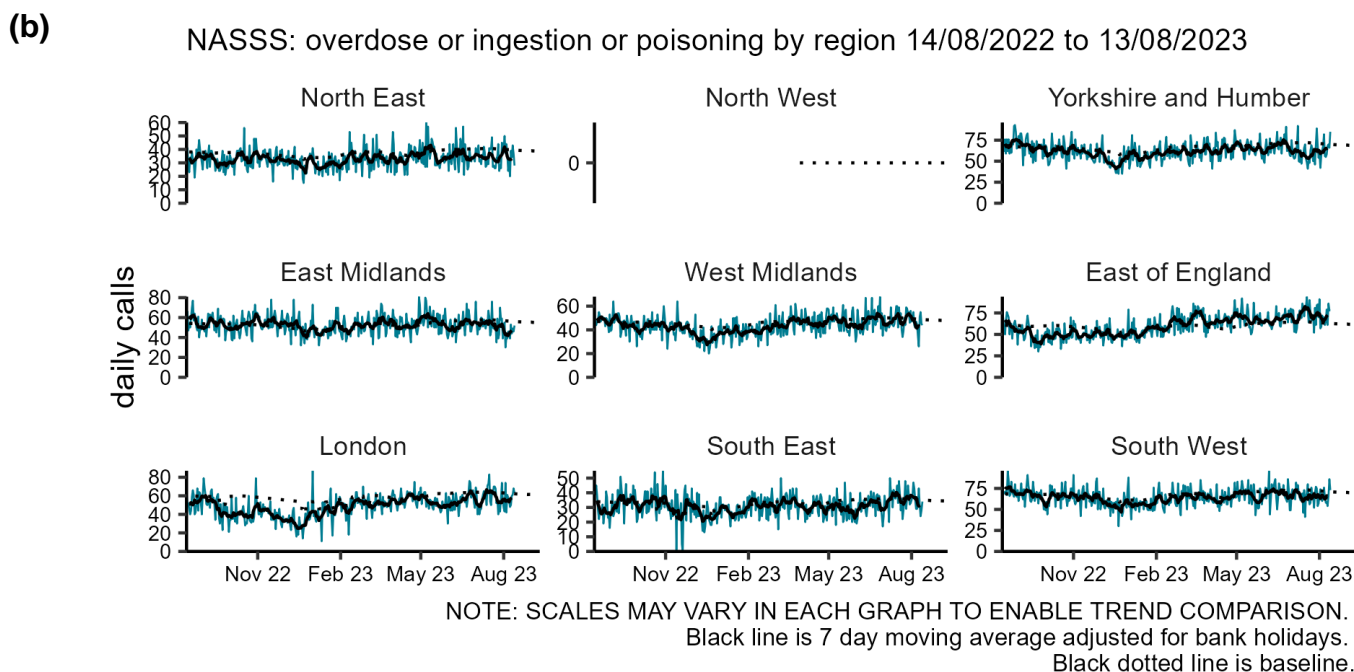 (b)
NASSS: overdose or ingestion or poisoning by region 14/08/2022 to 13/08/2023
North East
North West
Yorkshire and Humber
60
50
40
30
20
10
0
0
75
50
25
0
daily calls
East Midlands
West Midlands
East of England
80
60
40
20
0
60
40
20
0
75
50
25
0
London
South East
South West
80
60
40
20
0
50
40
30
20
10
0
75
50
25
0
Nov 22 Feb 23 May 23 Aug 23
Nov 22 Feb 23 May 23 Aug 23
Nov 22 Feb 23 May 23 Aug 23
NOTE: SCALES MAY VARY IN EACH GRAPH TO ENABLE TREND COMPARISON.
Black line is 7 day moving average adjusted for bank holidays.
Black dotted line is baseline.